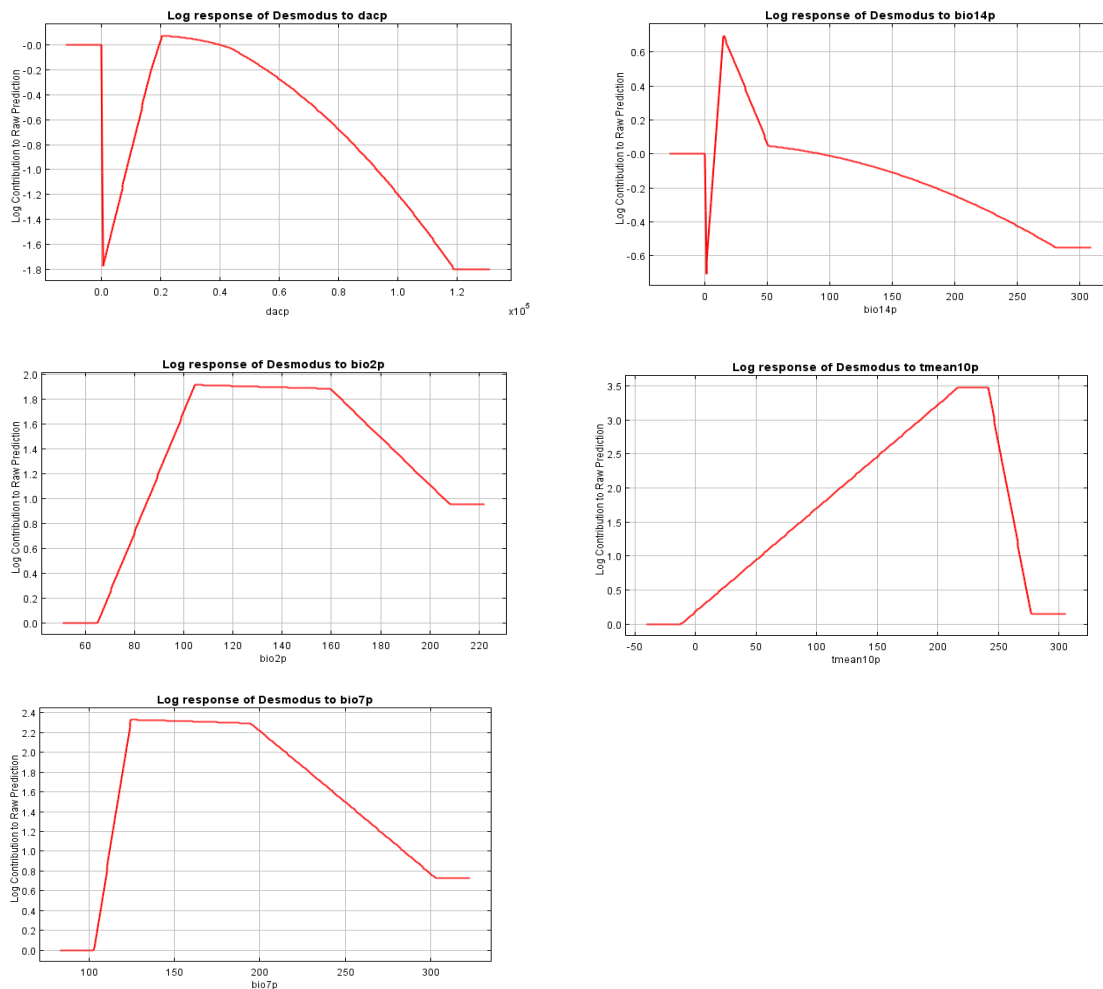 Log response of Desmodus to dacp
Log Contribution to Raw Prediction
-0.0
-0.2
-0.4
-0.6
-0.8
-1.0
-1.2
-1.4
-1.6
-1.8
0.0 0.2 0.4 0.6 0.8 1.0 1.2
x10^5
dacp
Log response of Desmodus to bio14p
Log Contribution to Raw Prediction
0.6
0.4
0.2
-0.0
-0.2
-0.4
-0.6
0 50 100 150 200 250 300
bio14p
Log response of Desmodus to bio2p
Log Contribution to Raw Prediction
2.0
1.8
1.6
1.4
1.2
1.0
0.8
0.6
0.4
0.2
0.0
60 80 100 120 140 160 180 200 220
bio2p
Log response of Desmodus to tmean10p
Log Contribution to Raw Prediction
3.5
3.0
2.5
2.0
1.5
1.0
0.5
0.0
-50 0 50 100 150 200 250 300
tmean10p
Log response of Desmodus to bio7p
Log Contribution to Raw Prediction
2.4
2.2
2.0
1.8
1.6
1.4
1.2
1.0
0.8
0.6
0.4
0.2
0.0
100 150 200 250 300
bio7p